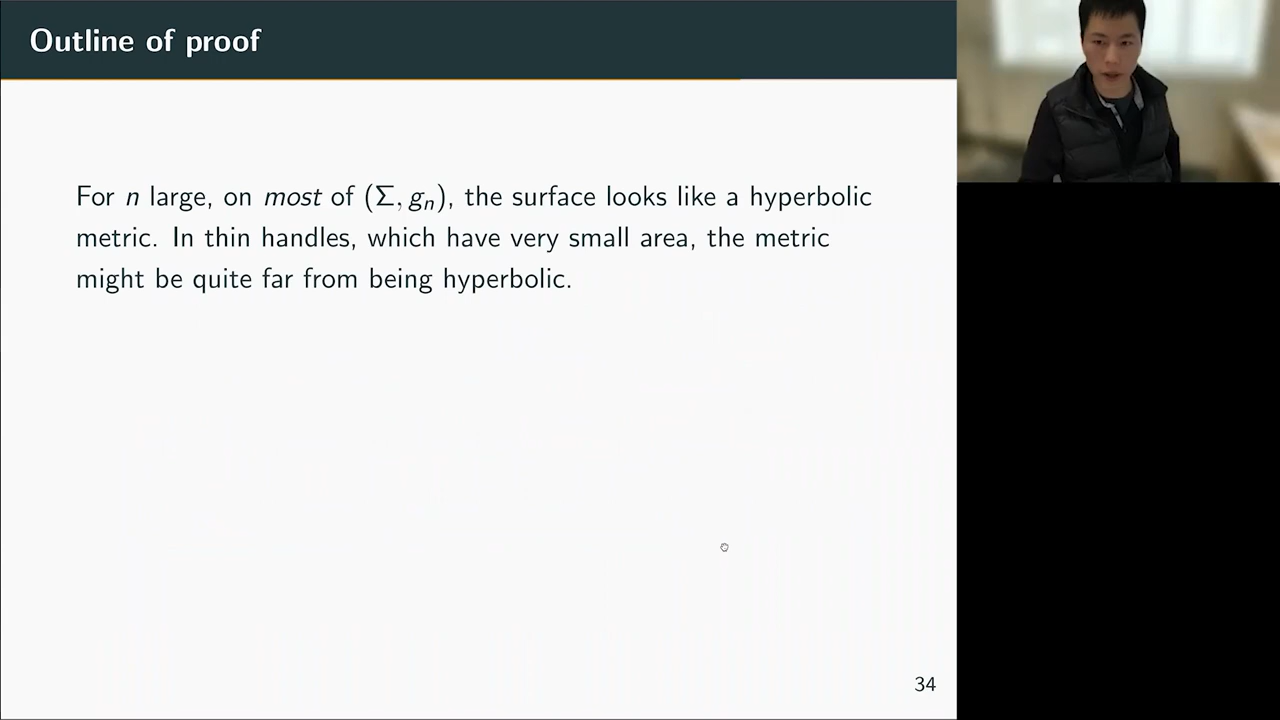 Outline of proof
For n large, on most of (Σ, gₙ), the surface looks like a hyperbolic
metric. In thin handles, which have very small area, the metric
might be quite far from being hyperbolic.
34